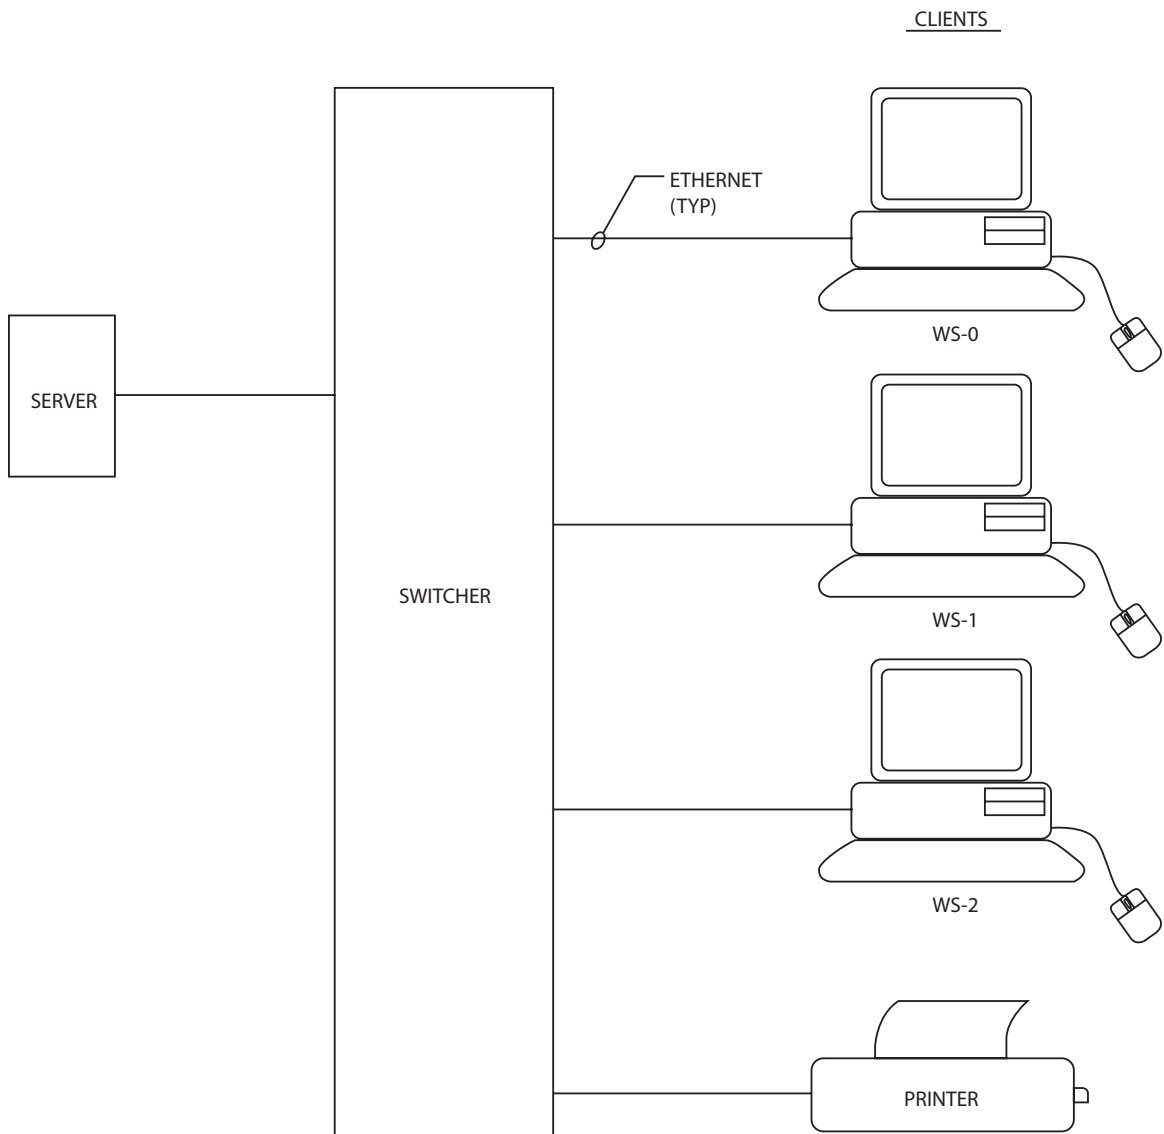 CLIENTS
ETHERNET
(TYP)
WS-0
SERVER
SWITCHER
WS-1
WS-2
PRINTER